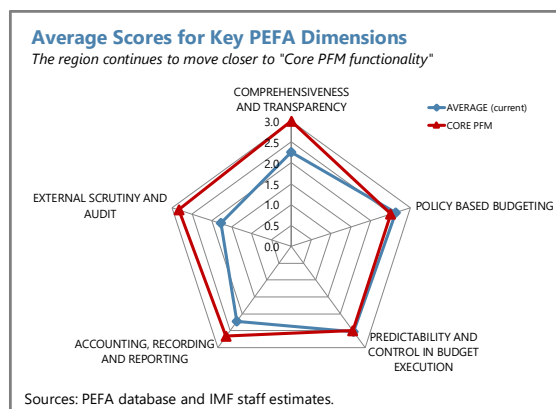 Average Scores for Key PEFA Dimensions
The region continues to move closer to "Core PFM functionality"
COMPREHENSIVENESS
AND TRANSPARENCY
AVERAGE (current)
CORE PFM
3.0
2.5
2.0
1.5
1.0
0.5
0.0
EXTERNAL SCRUTINY AND
AUDIT
POLICY BASED BUDGETING
ACCOUNTING, RECORDING
AND REPORTING
PREDICTABILITY AND
CONTROL IN BUDGET
EXECUTION
Sources: PEFA database and IMF staff estimates.